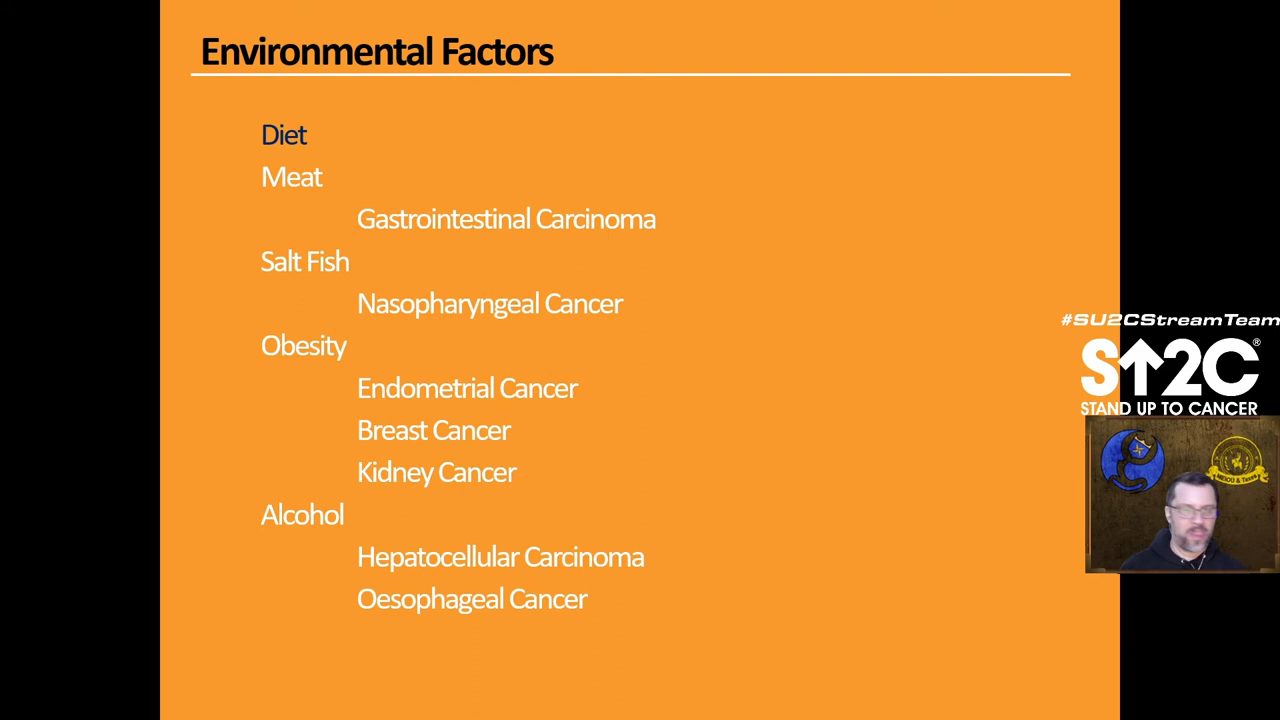 Environmental Factors
Diet
Meat
Gastrointestinal Carcinoma
Salt Fish
Nasopharyngeal Cancer
Obesity
Endometrial Cancer
Breast Cancer
Kidney Cancer
Alcohol
Hepatocellular Carcinoma
Oesophageal Cancer
#SU2CStreamTeam
S↑2C®
STAND UP TO CANCER